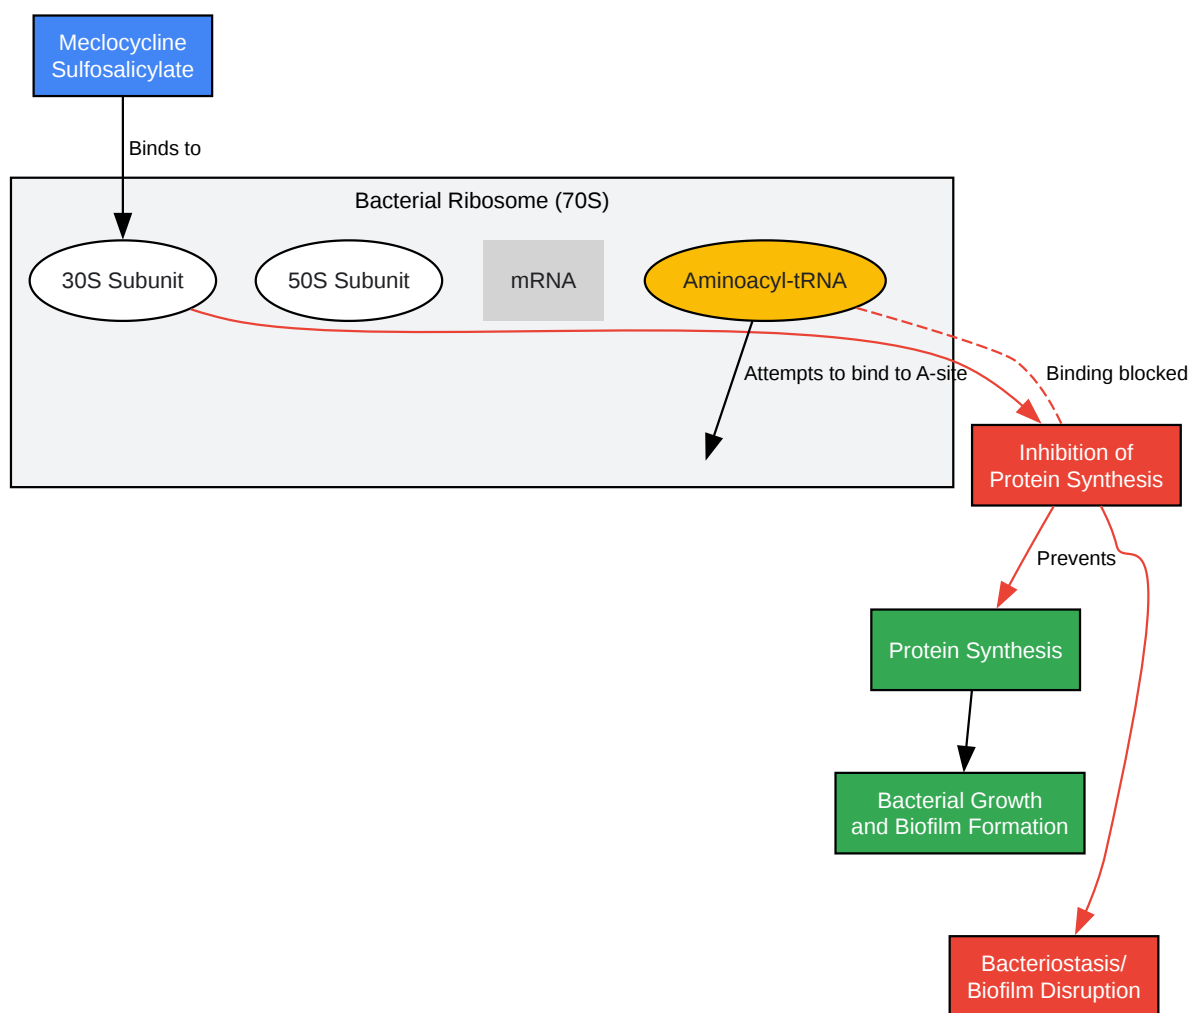 Meclocycline
Sulfosalicylate
Binds to
Bacterial Ribosome (70S)
30S Subunit
50S Subunit
mRNA
Aminoacyl-tRNA
Attempts to bind to A-site
Binding blocked
Inhibition of
Protein Synthesis
Prevents
Protein Synthesis
Bacterial Growth
and Biofilm Formation
Bacteriostasis/
Biofilm Disruption